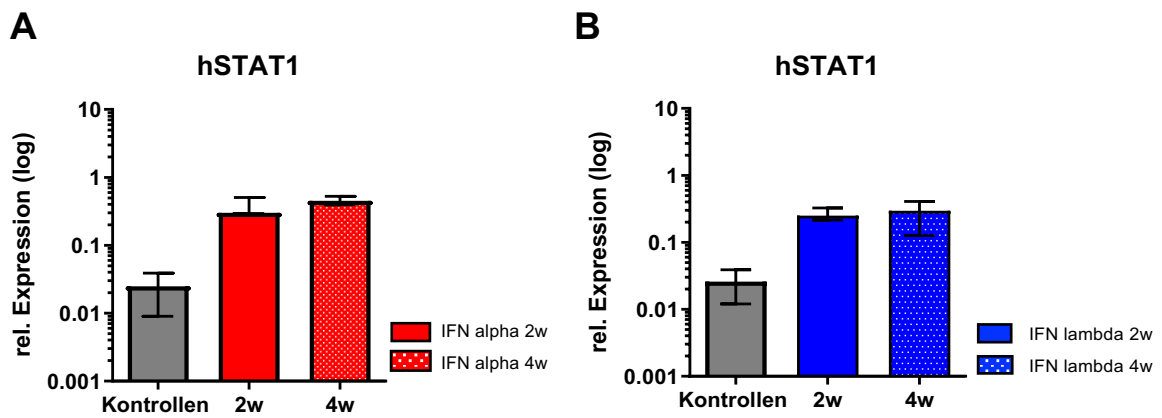 A
hSTAT1
rel. Expression (log)
10
1
0.1
0.01
0.001
Kontrollen 2w 4w
IFN alpha 2w
IFN alpha 4w
B
hSTAT1
rel. Expression (log)
10
1
0.1
0.01
0.001
Kontrollen 2w 4w
IFN lambda 2w
IFN lambda 4w